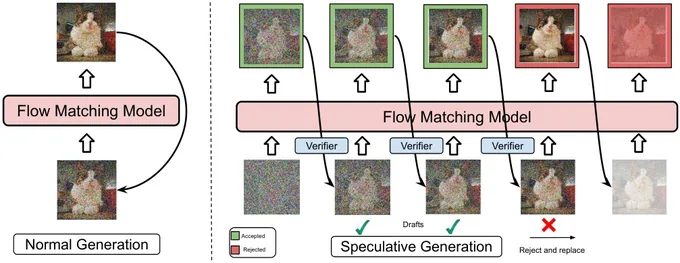 Flow Matching Model
Normal Generation
Flow Matching Model
Verifier
Verifier
Verifier
Drafts
Accepted
Rejected
Speculative Generation
Reject and replace